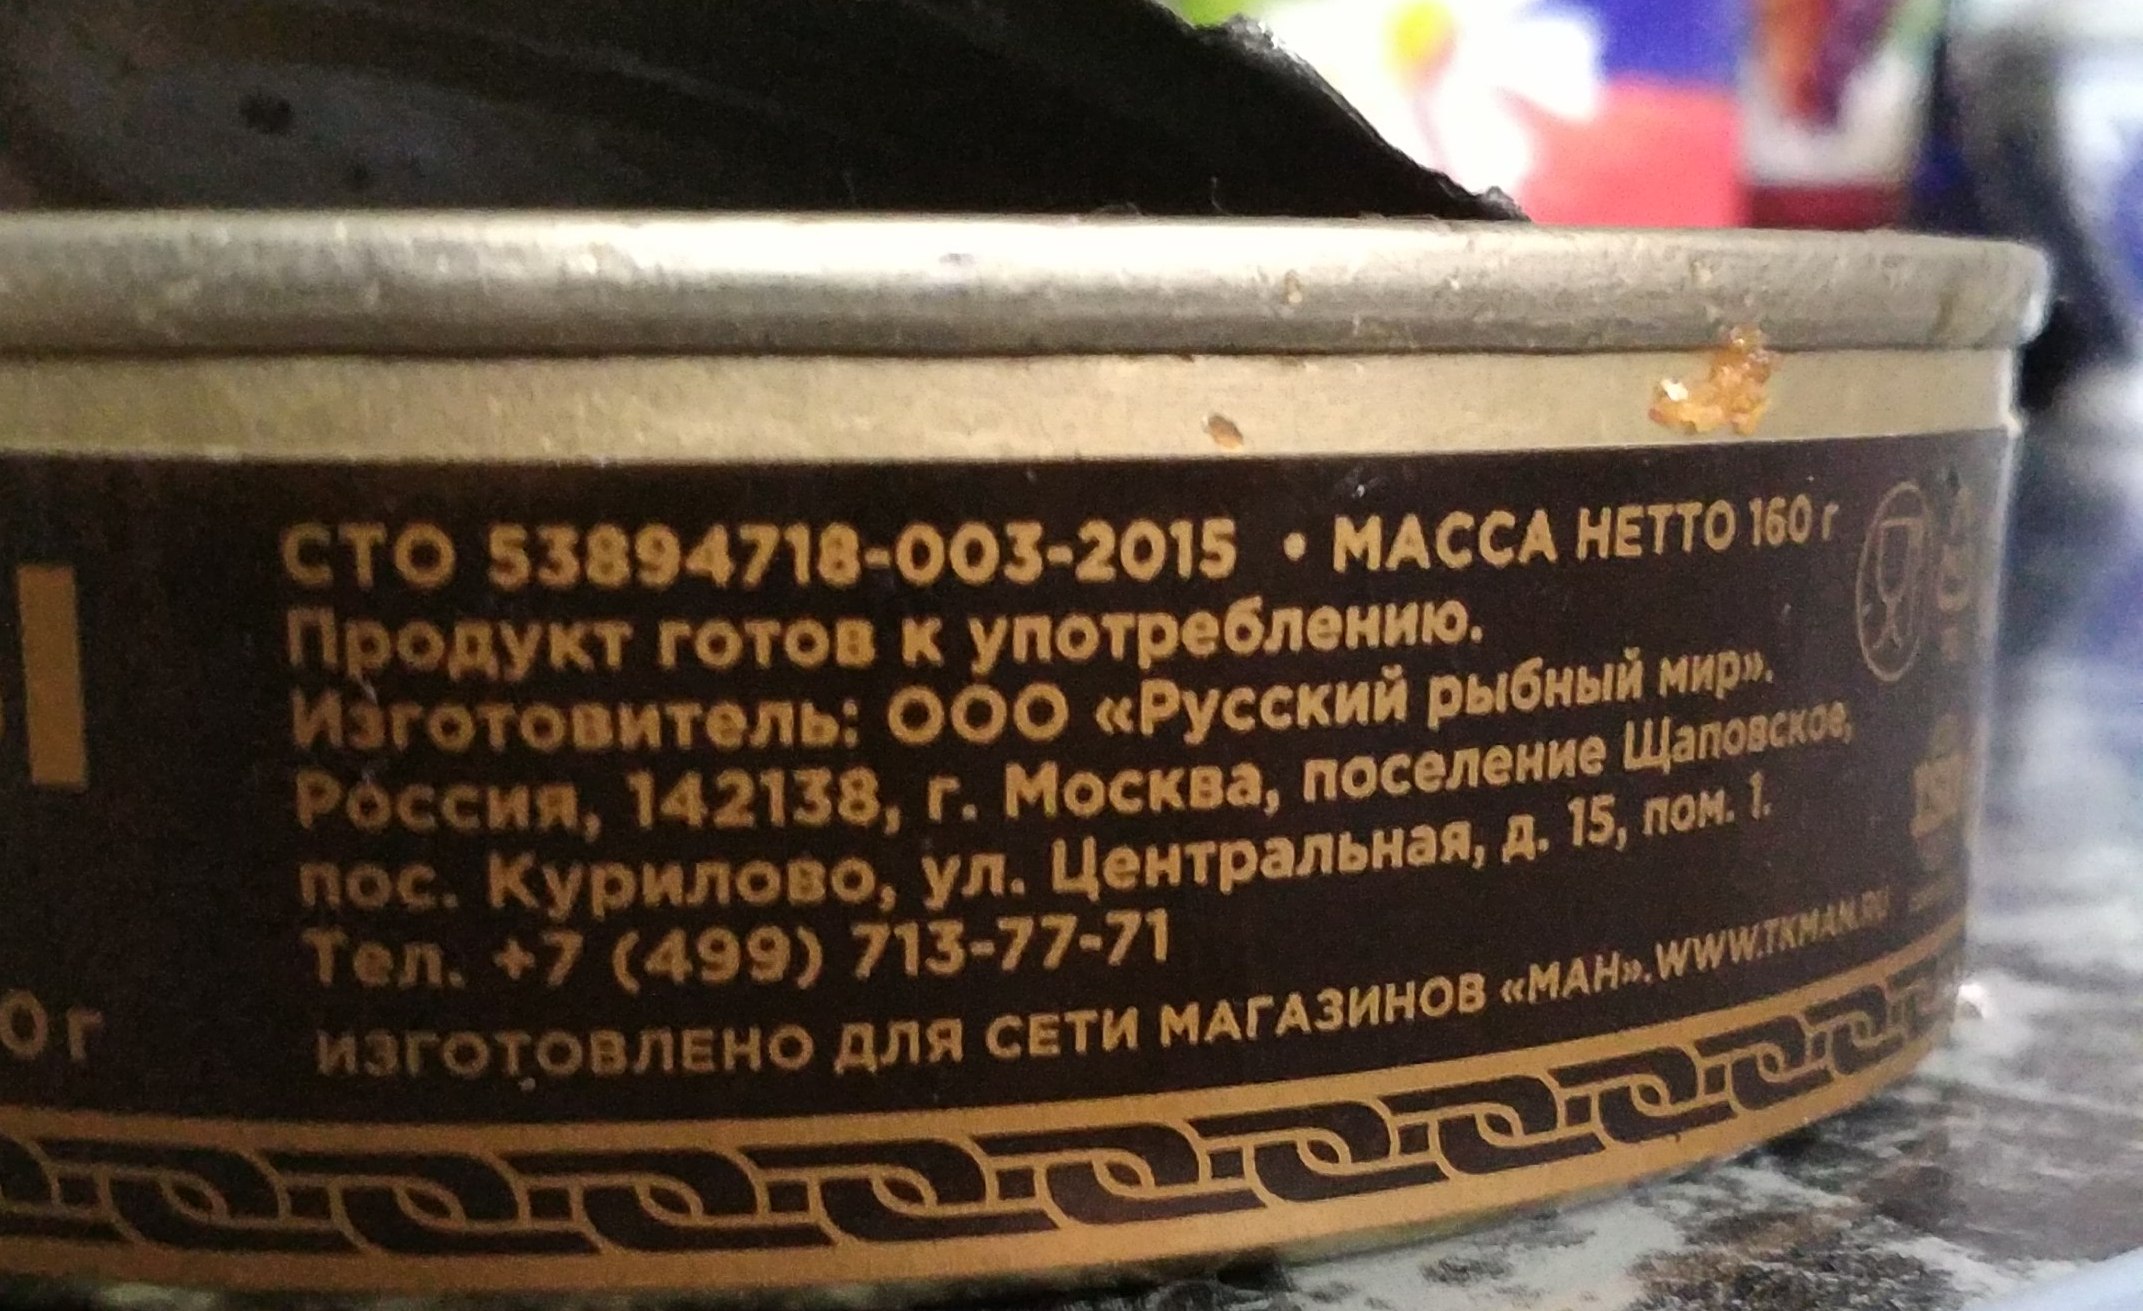 СТО 53894718-003-2015 • МАССА НЕТТО 160 г
Продукт готов к употреблению.
Изготовитель: ООО «Русский рыбный мир».
Россия, 142138, г. Москва, поселение Щаповское,
пос. Курилово, ул. Центральная, д. 15, пом. 1.
Тел. +7 (499) 713-77-71
ИЗГОТОВЛЕНО ДЛЯ СЕТИ МАГАЗИНОВ «МАН». WWW.TKMAN.RU
0 г